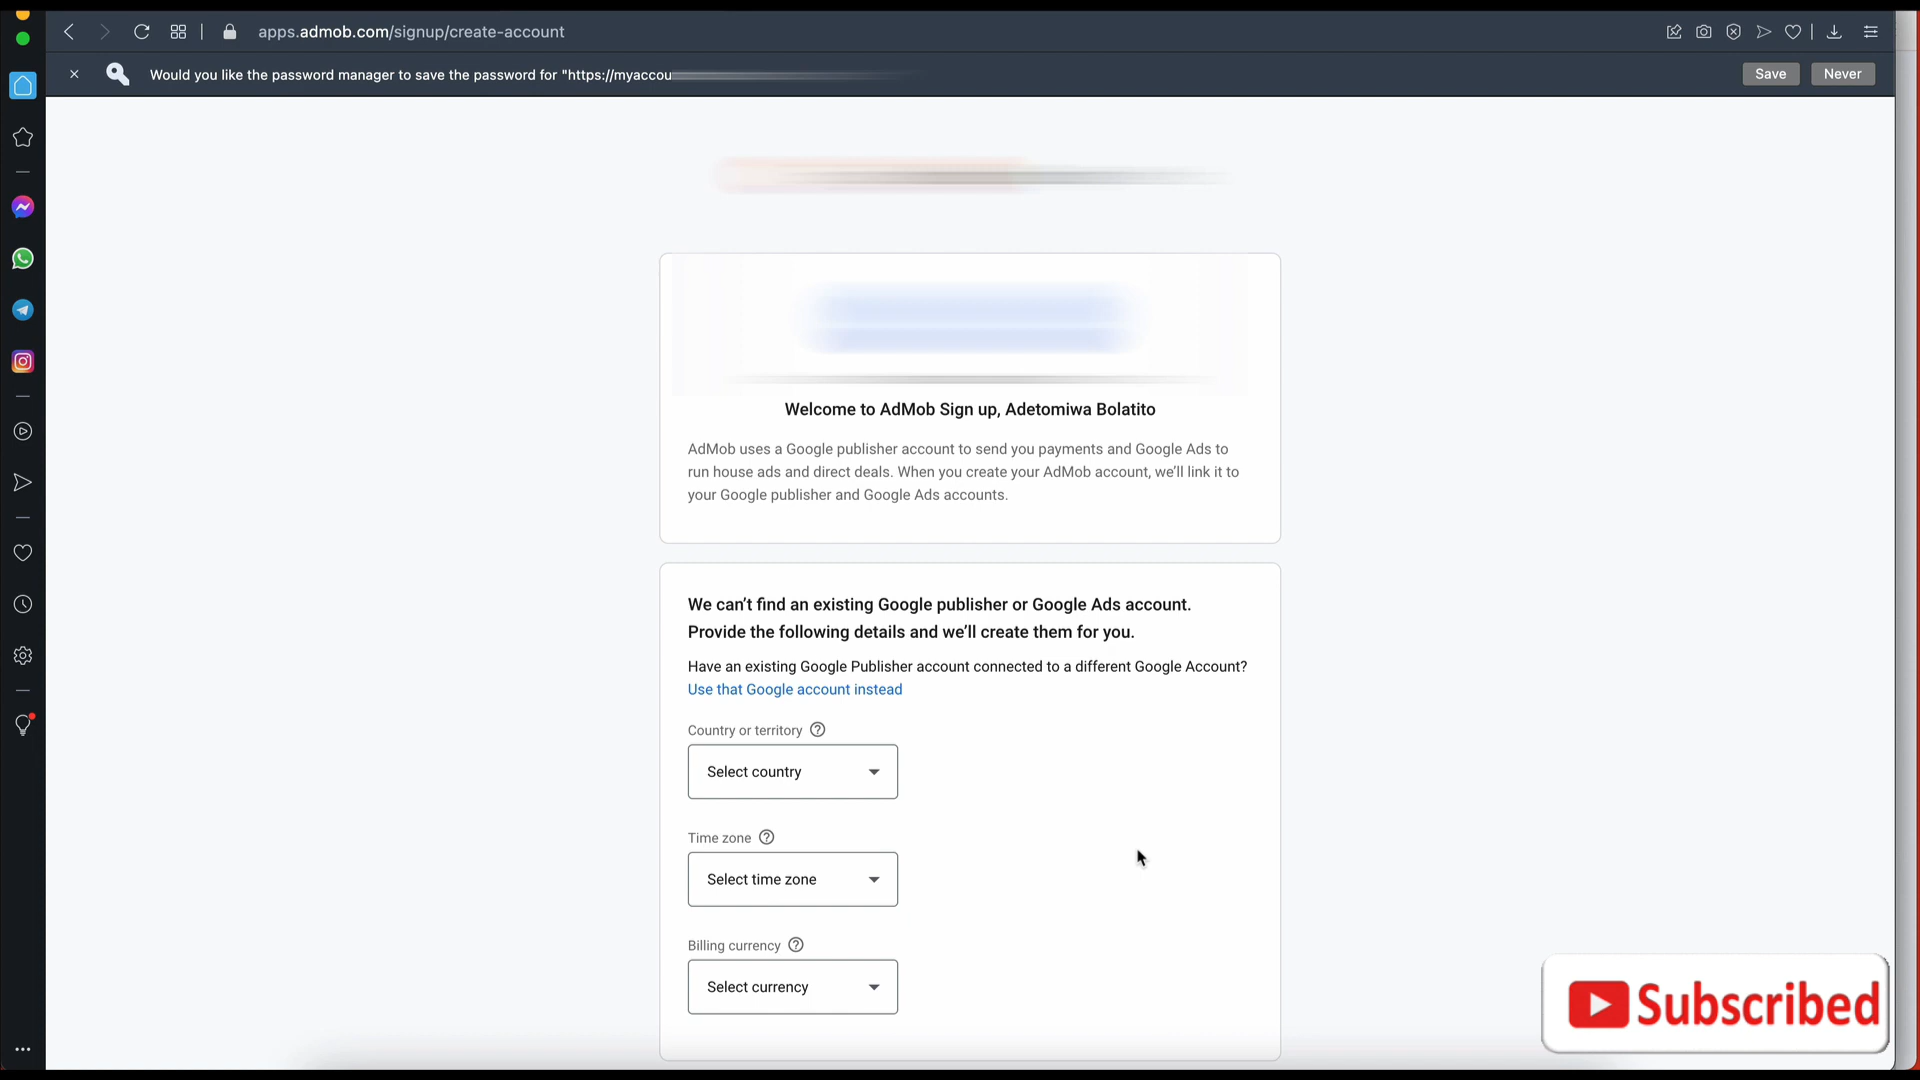 apps.admob.com/signup/create-account
Would you like the password manager to save the password for "https://myaccou
Save
Never
Welcome to AdMob Sign up, Adetomiwa Bolatito
AdMob uses a Google publisher account to send you payments and Google Ads to
run house ads and direct deals. When you create your AdMob account, we’ll link it to
your Google publisher and Google Ads accounts.
We can’t find an existing Google publisher or Google Ads account.
Provide the following details and we’ll create them for you.
Have an existing Google Publisher account connected to a different Google Account?
Use that Google account instead
Country or territory
Select country
Time zone
Select time zone
Billing currency
Select currency
Subscribed